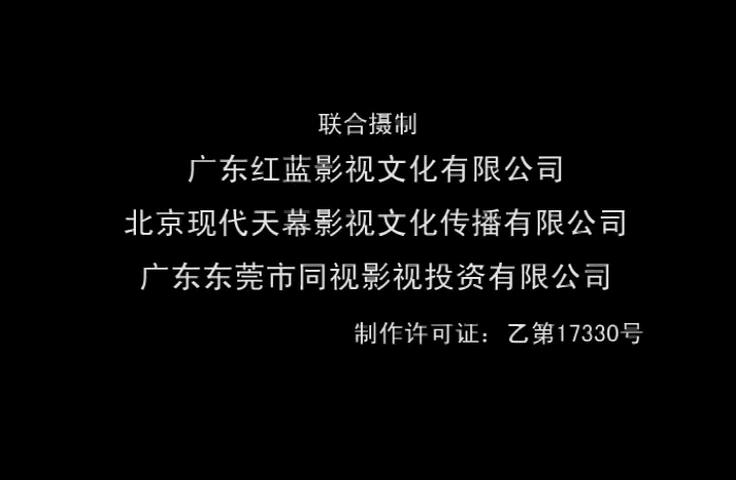 联合摄制
广东红蓝影视文化有限公司
北京现代天幕影视文化传播有限公司
广东东莞市同视影视投资有限公司
制作许可证：乙第17330号